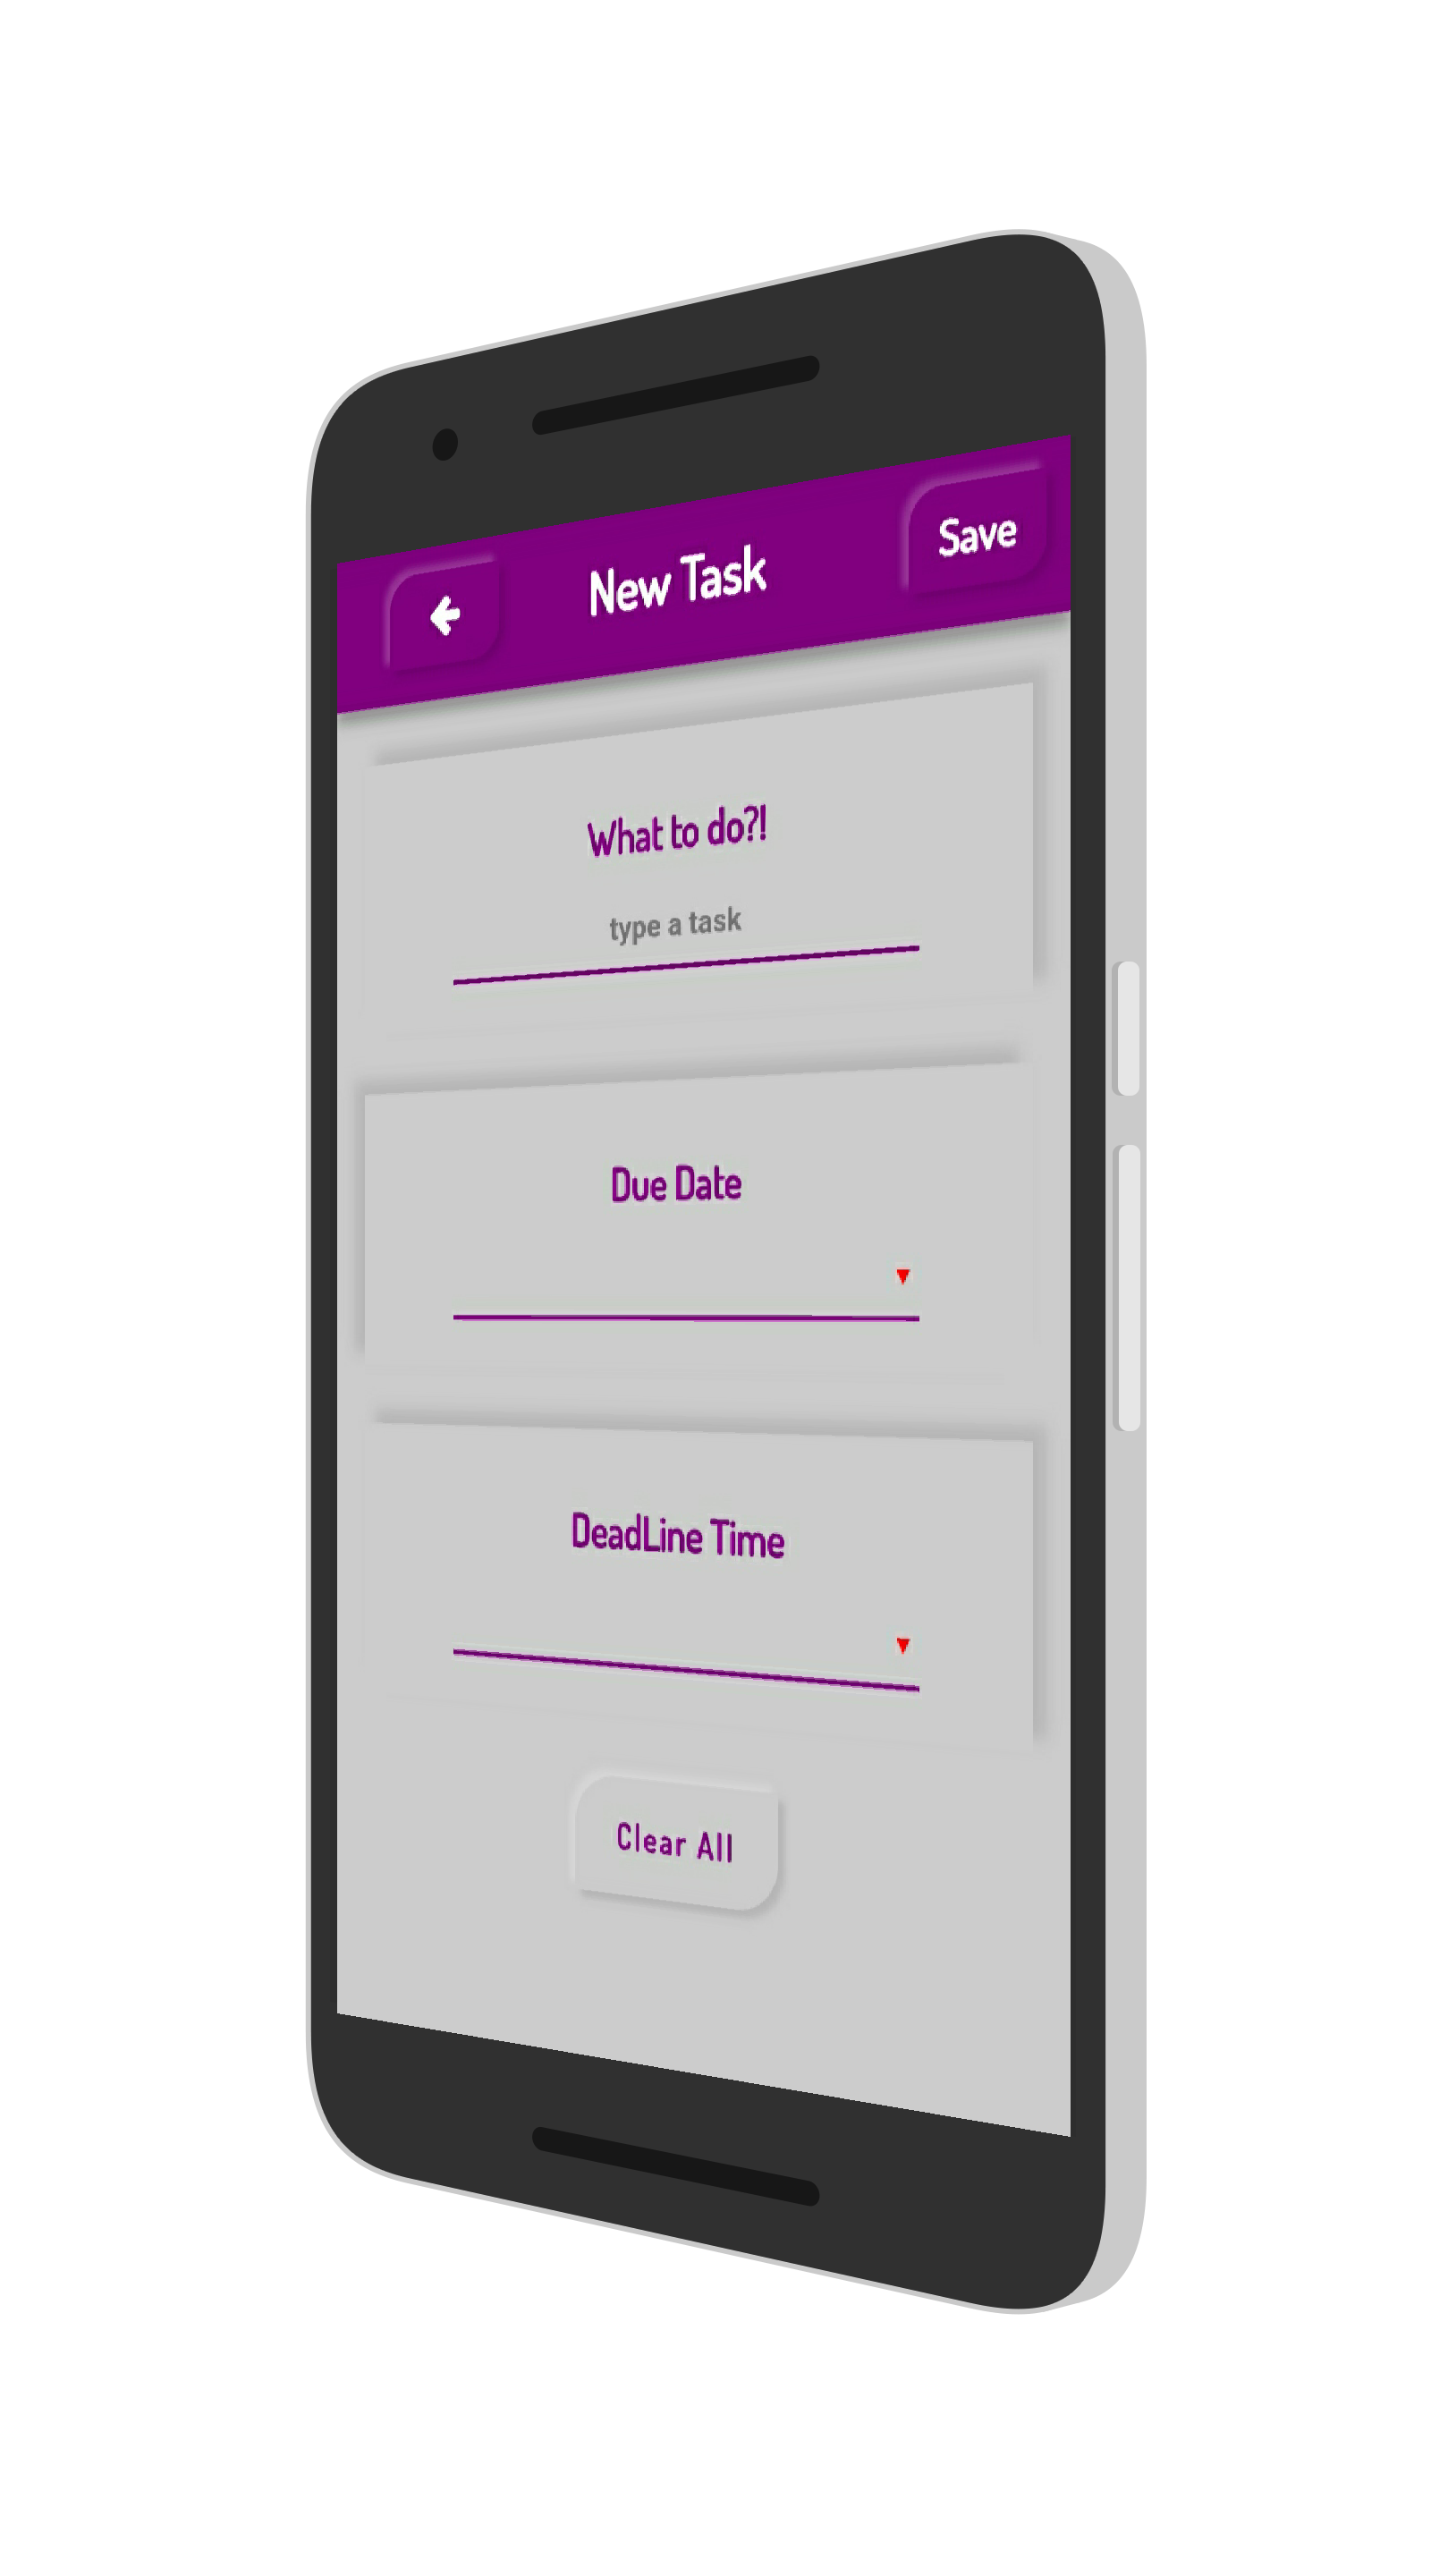 New Task
Save
What to do?!
type a task
Due Date
DeadLine Time
Clear All